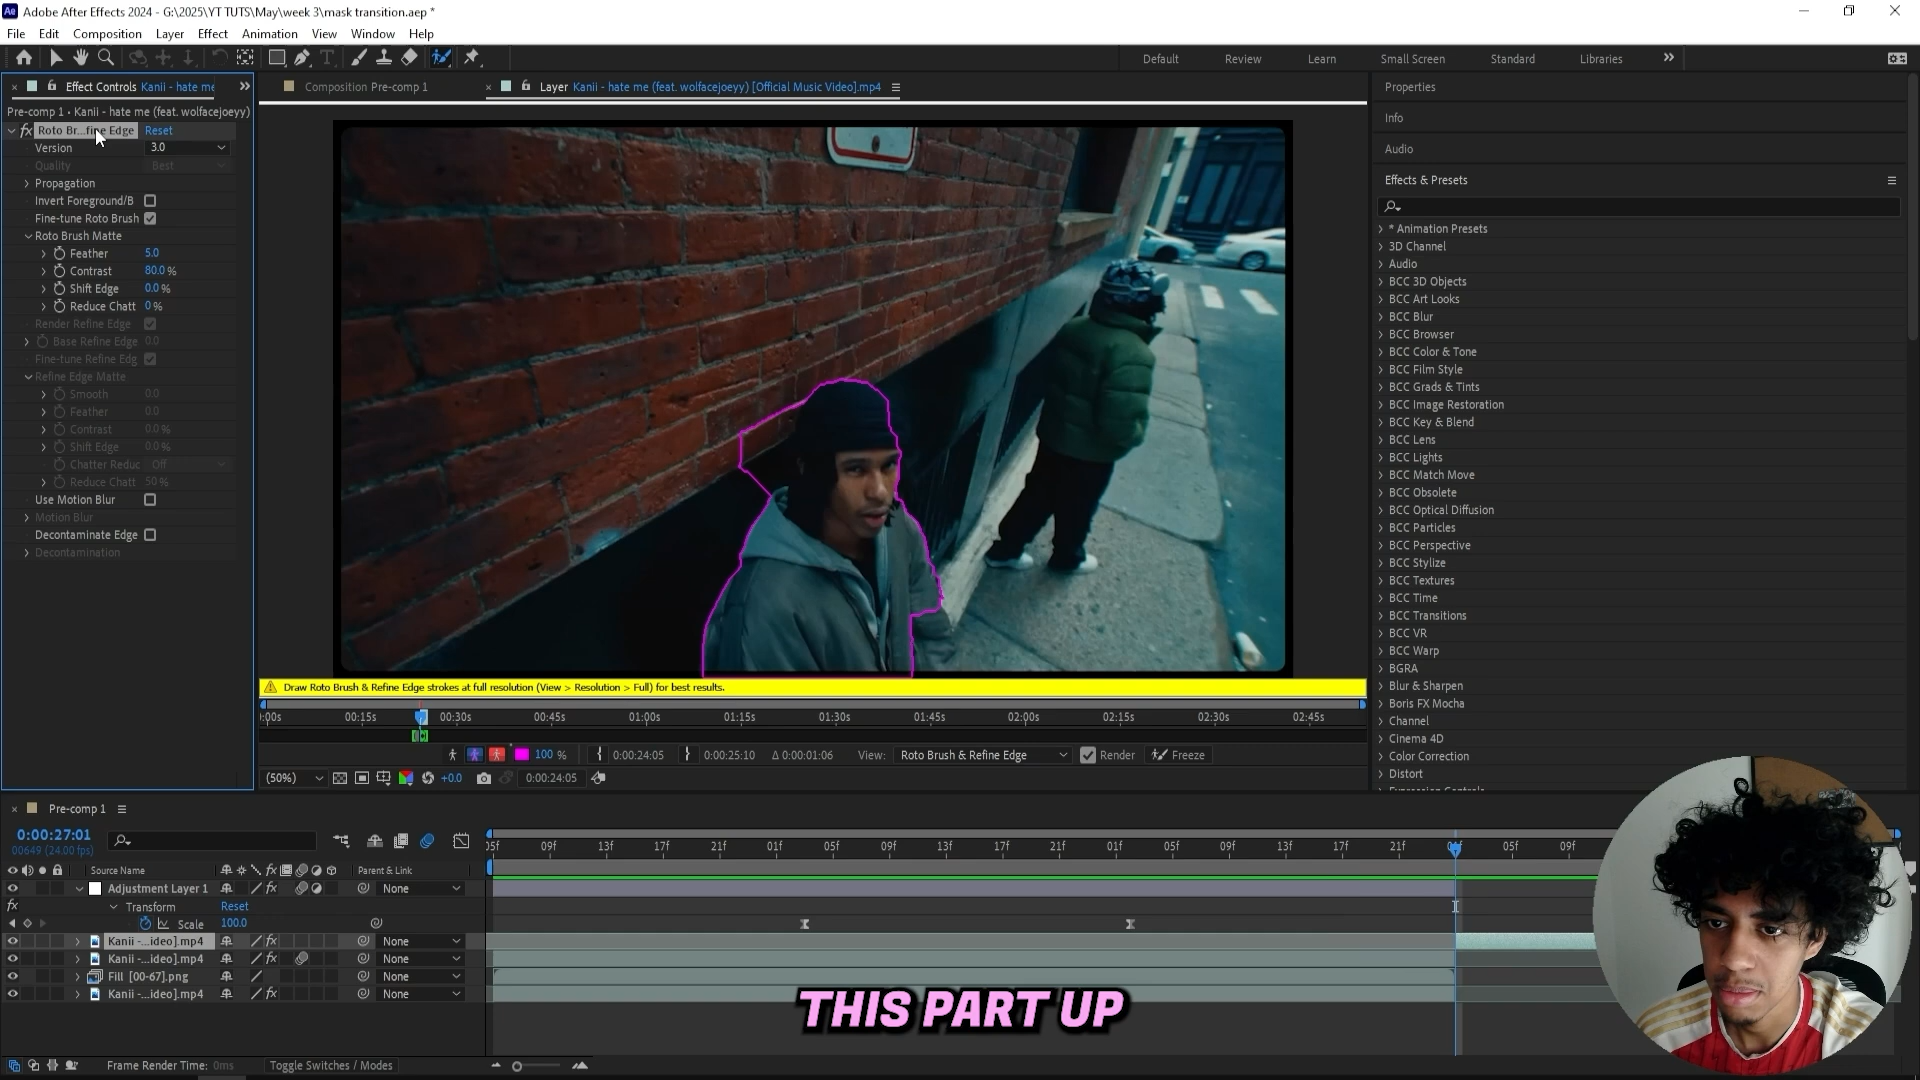 Adobe After Effects 2024 - G:\2025\YT TUTS\May\week 3\mask transition.aep *
File Edit Composition Layer Effect Animation View Window Help
Default Review Learn Small Screen Standard Libraries
Effect Controls Kanii - hate me
Composition Pre-comp 1
Layer Kanii - hate me (feat. wolfacejoeyy) [Official Music Video].mp4
Properties
Pre-comp 1 • Kanii - hate me (feat. wolfacejoeyy)
Info
Roto Br...fine Edge Reset
Version 3.0
Audio
Quality Best
Propagation
Effects & Presets
Invert Foreground/B
Fine-tune Roto Brush
Roto Brush Matte
Feather 5.0
Contrast 80.0 %
Shift Edge 0.0 %
Reduce Chatt 0 %
Render Refine Edge
Base Refine Edge 0.0
Fine-tune Refine Edg
Refine Edge Matte
Smooth 0.0
Feather 0.0
Contrast 0.0 %
Shift Edge 0.0 %
Chatter Reduc Off
Reduce Chatt 50 %
Use Motion Blur
Motion Blur
Decontaminate Edge
Decontamination
* Animation Presets
3D Channel
Audio
BCC 3D Objects
BCC Art Looks
BCC Blur
BCC Browser
BCC Color & Tone
BCC Film Style
BCC Grads & Tints
BCC Image Restoration
BCC Key & Blend
BCC Lens
BCC Lights
BCC Match Move
BCC Obsolete
BCC Optical Diffusion
BCC Particles
BCC Perspective
BCC Stylize
BCC Textures
BCC Time
BCC Transitions
BCC VR
BCC Warp
BGRA
Blur & Sharpen
Boris FX Mocha
Channel
Cinema 4D
Color Correction
Distort
Draw Roto Brush & Refine Edge strokes at full resolution (View > Resolution > Full) for best results.
:00s 00:15s 00:30s 00:45s 01:00s 01:15s 01:30s 01:45s 02:00s 02:15s 02:30s 02:45s
100 % 0:00:24:05 0:00:25:10 Δ 0:00:01:06 View: Roto Brush & Refine Edge Render Freeze
(50%) +0.0 0:00:24:05
Pre-comp 1
0:00:27:01
00649 (24.00 fps)
05f 09f 13f 17f 21f 01f 05f 09f 13f 17f 21f 01f 05f 09f 13f 17f 21f 05f 09f
Source Name Parent & Link
Adjustment Layer 1 None
Transform Reset
Scale 100.0
Kanii -...ideo].mp4 None
Kanii -...ideo].mp4 None
Fill [00-67].png None
Kanii -...ideo].mp4 None
THIS PART UP
Frame Render Time: 0ms Toggle Switches / Modes